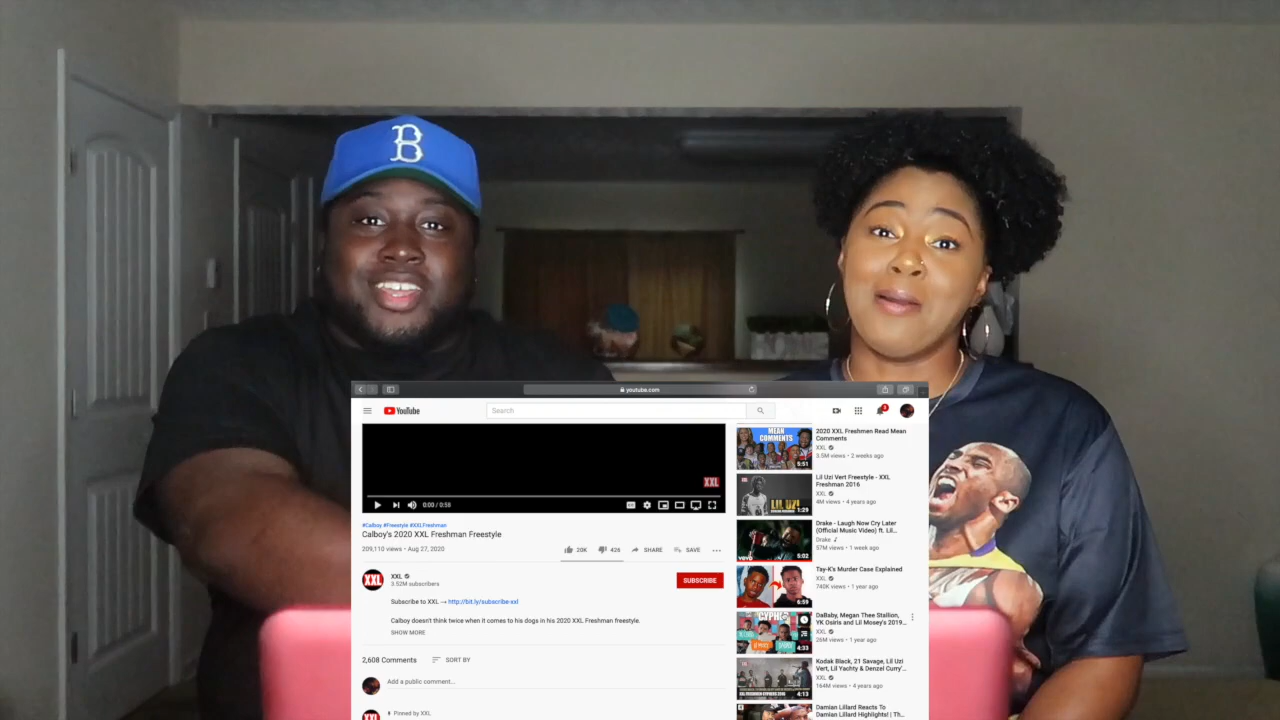 B
youtube.com
YouTube
Search
3
XXL
0:00 / 0:58
#Calboy #Freestyle #XXLFreshman
Calboy's 2020 XXL Freshman Freestyle
209,110 views • Aug 27, 2020
20K
426
SHARE
SAVE
XXL
XXL
3.52M subscribers
SUBSCRIBE
Subscribe to XXL → http://bit.ly/subscribe-xxl
Calboy doesn't think twice when it comes to his dogs in his 2020 XXL Freshman freestyle.
SHOW MORE
2,608 Comments
SORT BY
Add a public comment...
XXL
Pinned by XXL
MEAN
COMMENTS
5:51
2020 XXL Freshmen Read Mean
Comments
XXL
3.5M views • 2 weeks ago
LIL UZI
1:29
Lil Uzi Vert Freestyle - XXL
Freshman 2016
XXL
4M views • 4 years ago
vevo
5:02
Drake - Laugh Now Cry Later
(Official Music Video) ft. Lil...
Drake
57M views • 1 week ago
6:59
Tay-K's Murder Case Explained
XXL
740K views • 1 year ago
CYPHER
4:33
DaBaby, Megan Thee Stallion,
YK Osiris and Lil Mosey's 2019...
XXL
26M views • 1 year ago
4:13
Kodak Black, 21 Savage, Lil Uzi
Vert, Lil Yachty & Denzel Curry'...
XXL
164M views • 4 years ago
Damian Lillard Reacts To
Damian Lillard Highlights! | Th...